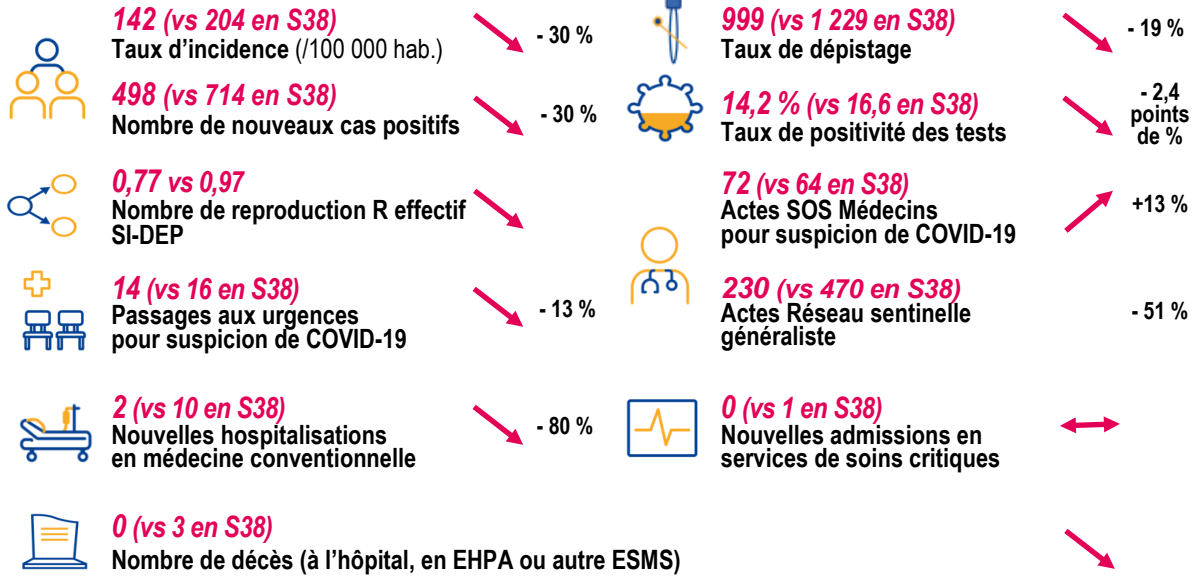 142 (vs 204 en S38)
Taux d’incidence (/100 000 hab.)
- 30 %
498 (vs 714 en S38)
Nombre de nouveaux cas positifs
- 30 %
0,77 vs 0,97
Nombre de reproduction R effectif
SI-DEP
14 (vs 16 en S38)
Passages aux urgences
pour suspicion de COVID-19
- 13 %
2 (vs 10 en S38)
Nouvelles hospitalisations
en médecine conventionnelle
- 80 %
0 (vs 3 en S38)
Nombre de décès (à l’hôpital, en EHPA ou autre ESMS)
999 (vs 1 229 en S38)
Taux de dépistage
- 19 %
14,2 % (vs 16,6 en S38)
Taux de positivité des tests
- 2,4
points
de %
72 (vs 64 en S38)
Actes SOS Médecins
pour suspicion de COVID-19
+13 %
230 (vs 470 en S38)
Actes Réseau sentinelle
généraliste
- 51 %
0 (vs 1 en S38)
Nouvelles admissions en
services de soins critiques